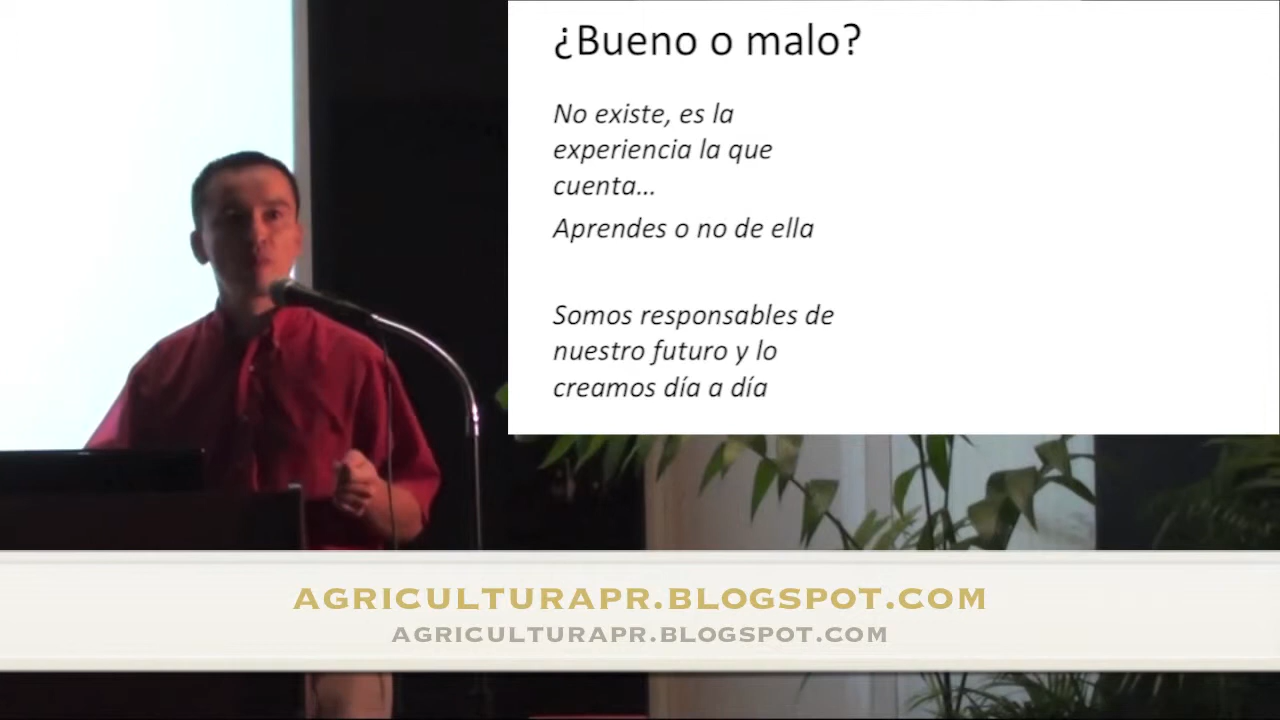 ¿Bueno o malo?
No existe, es la
experiencia la que
cuenta...
Aprendes o no de ella
Somos responsables de
nuestro futuro y lo
creamos día a día
AGRICULTURAPR.BLOGSPOT.COM
AGRICULTURAPR.BLOGSPOT.COM